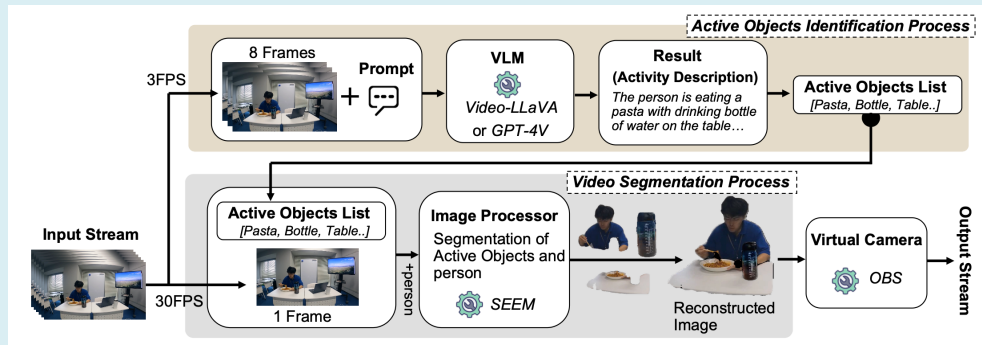 Active Objects Identification Process
3FPS
8 Frames
Prompt
VLM
Video-LLaVA
or GPT-4V
Result
(Activity Description)
The person is eating a
pasta with drinking bottle
of water on the table…
Active Objects List
[Pasta, Bottle, Table..]
Video Segmentation Process
Input Stream
30FPS
Active Objects List
[Pasta, Bottle, Table..]
1 Frame
+person
Image Processor
Segmentation of
Active Objects and
person
SEEM
Reconstructed
Image
Virtual Camera
OBS
Output Stream